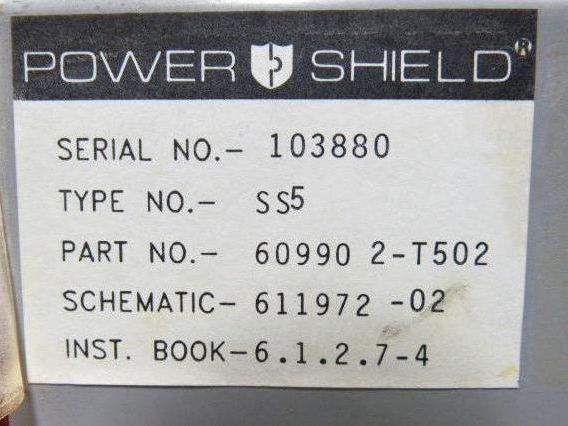 POWER SHIELD®
SERIAL NO.- 103880
TYPE NO.- SS5
PART NO.- 60990 2-T502
SCHEMATIC- 611972 -02
INST. BOOK-6.1.2.7-4